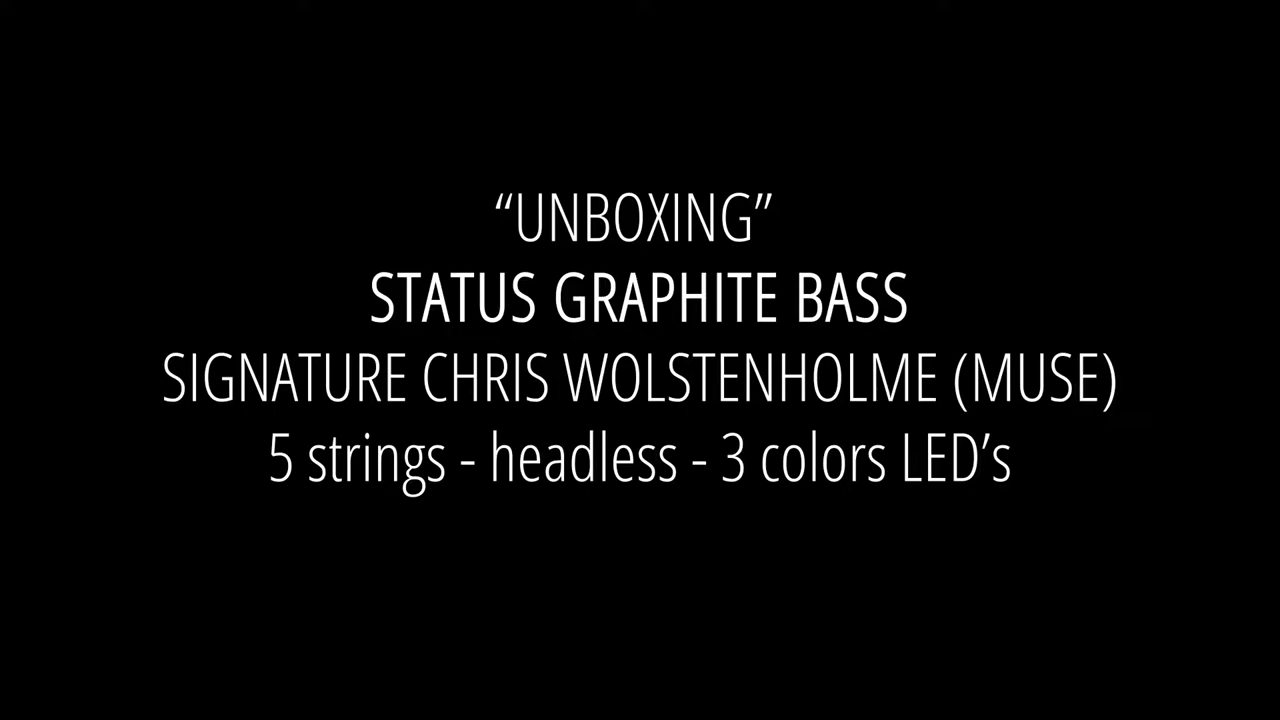 “UNBOXING”
STATUS GRAPHITE BASS
SIGNATURE CHRIS WOLSTENHOLME (MUSE)
5 strings - headless - 3 colors LED’s